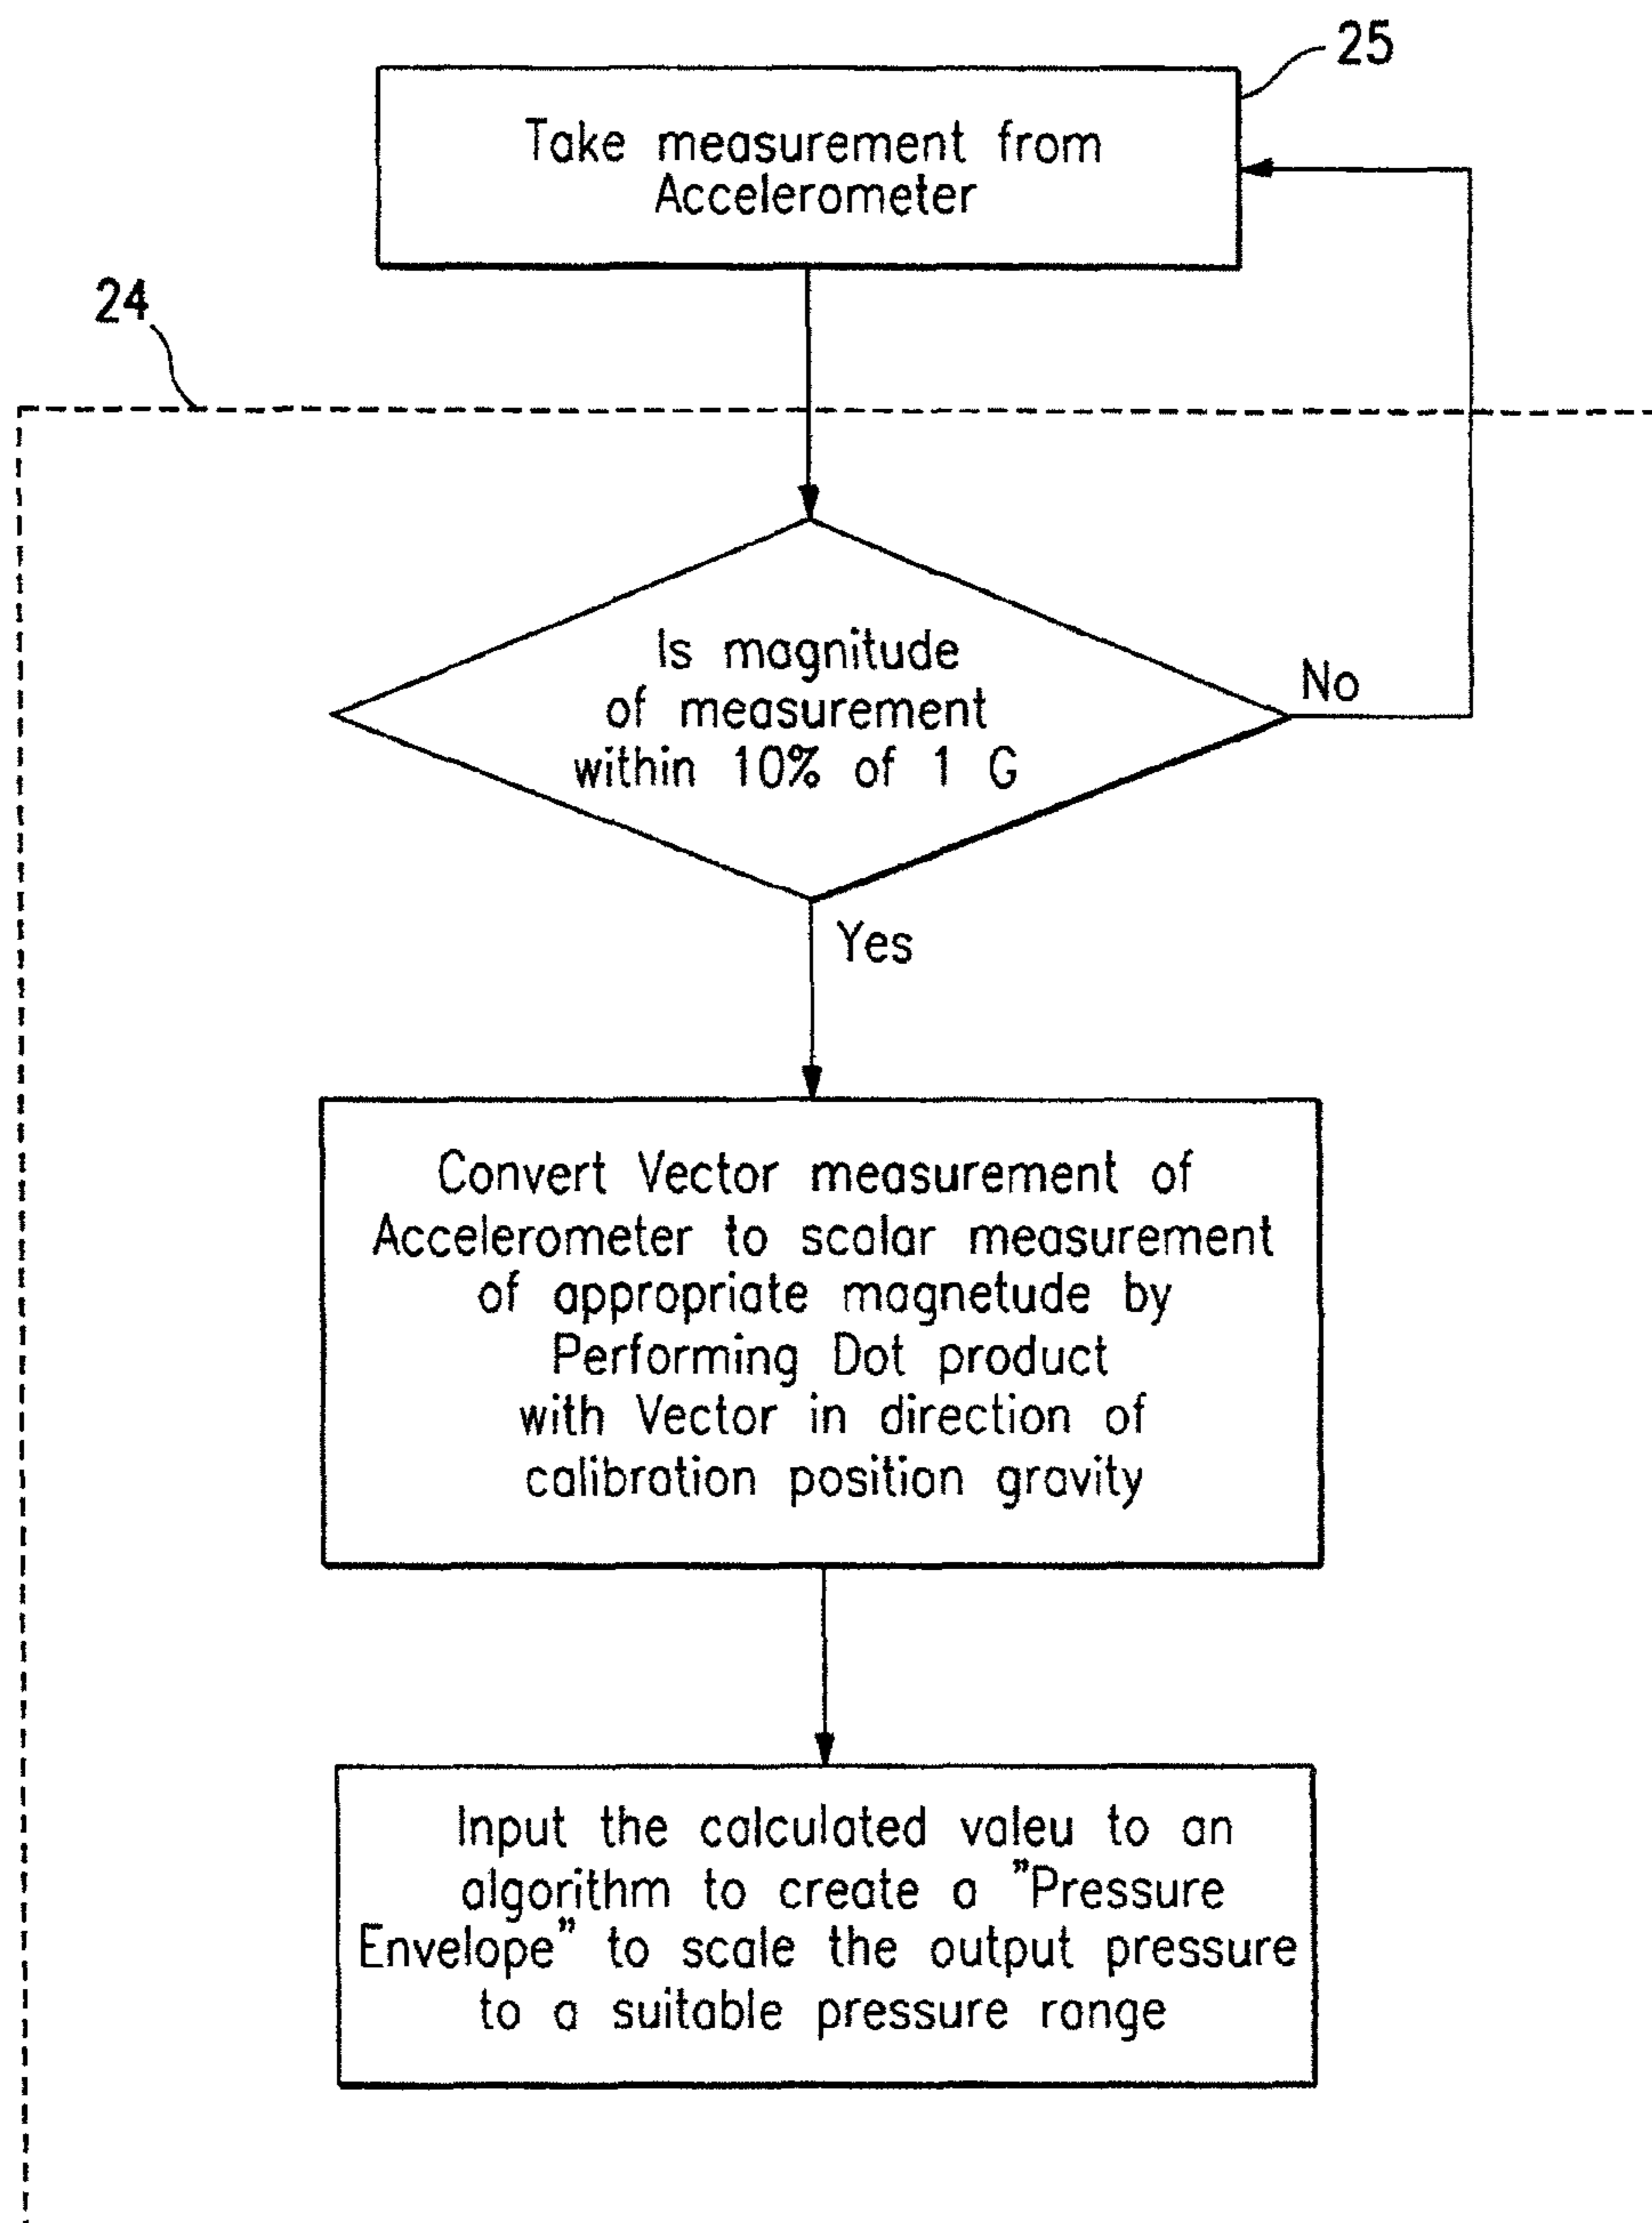 25
Take measurement from
Accelerometer
24
Is magnitude
of measurement
within 10% of 1 G
No
Yes
Convert Vector measurement of
Accelerometer to scalar measurement
of appropriate magnetude by
Performing Dot product
with Vector in direction of
calibration position gravity
Input the calculated valeu to an
algorithm to create a "Pressure
Envelope" to scale the output pressure
to a suitable pressure range